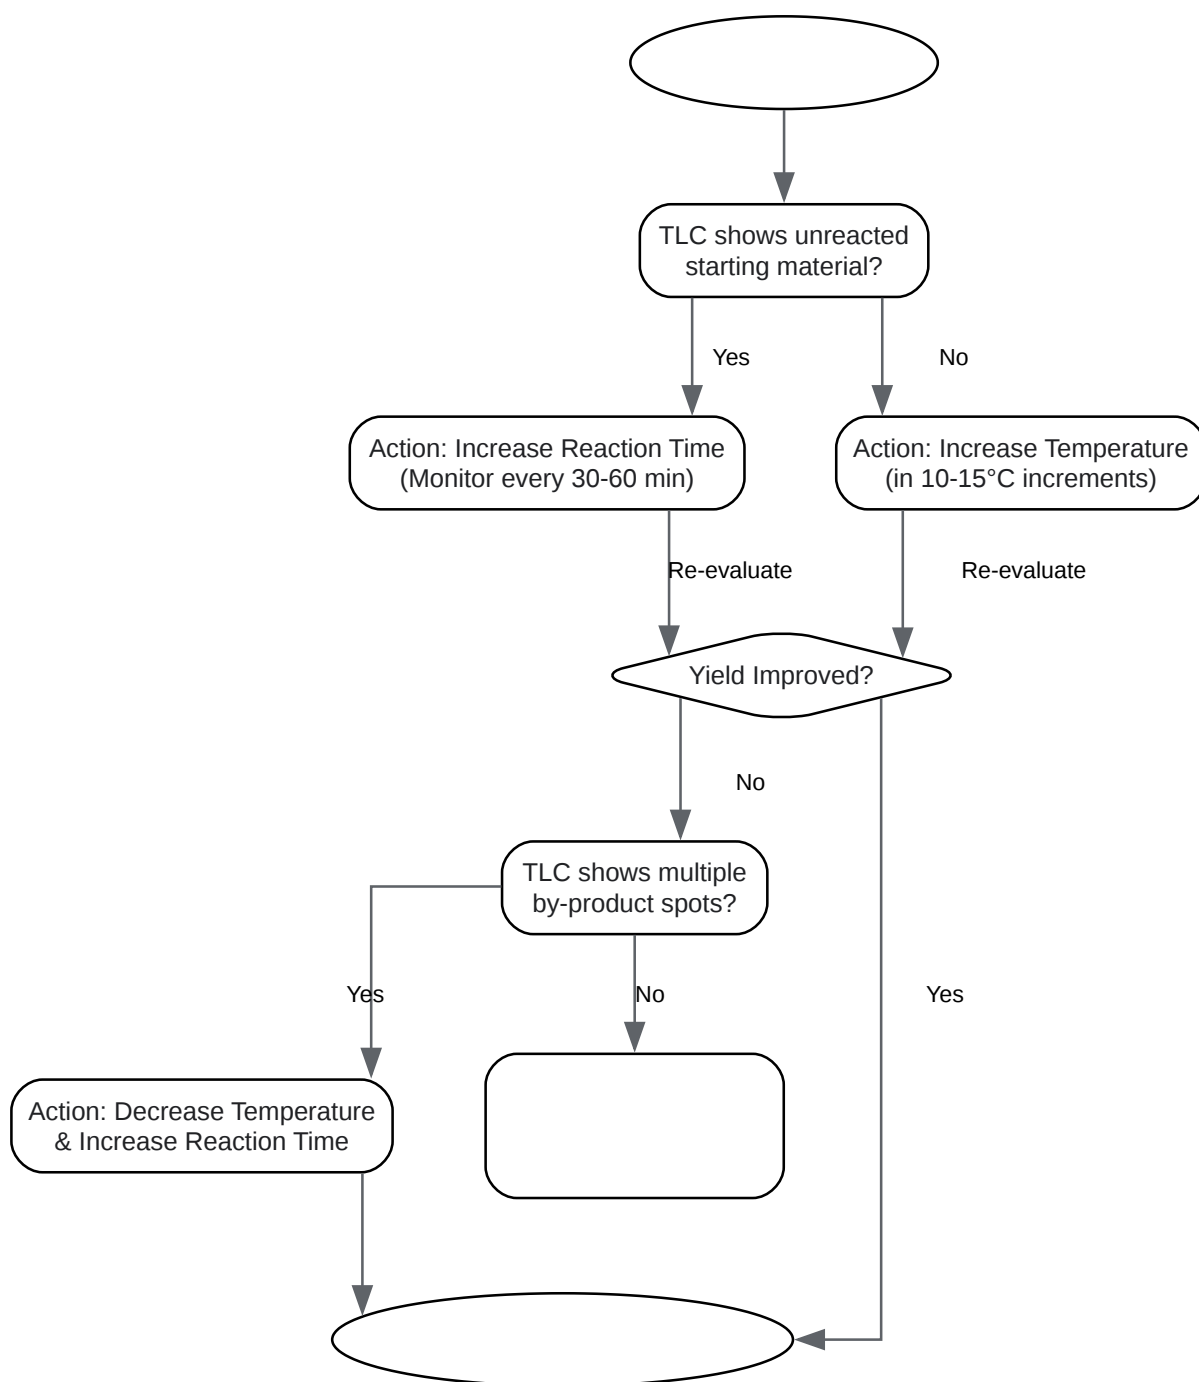 TLC shows unreacted
starting material?
Yes
No
Action: Increase Reaction Time
(Monitor every 30-60 min)
Action: Increase Temperature
(in 10-15°C increments)
Re-evaluate
Re-evaluate
Yield Improved?
No
TLC shows multiple
by-product spots?
Yes
No
Yes
Action: Decrease Temperature
& Increase Reaction Time